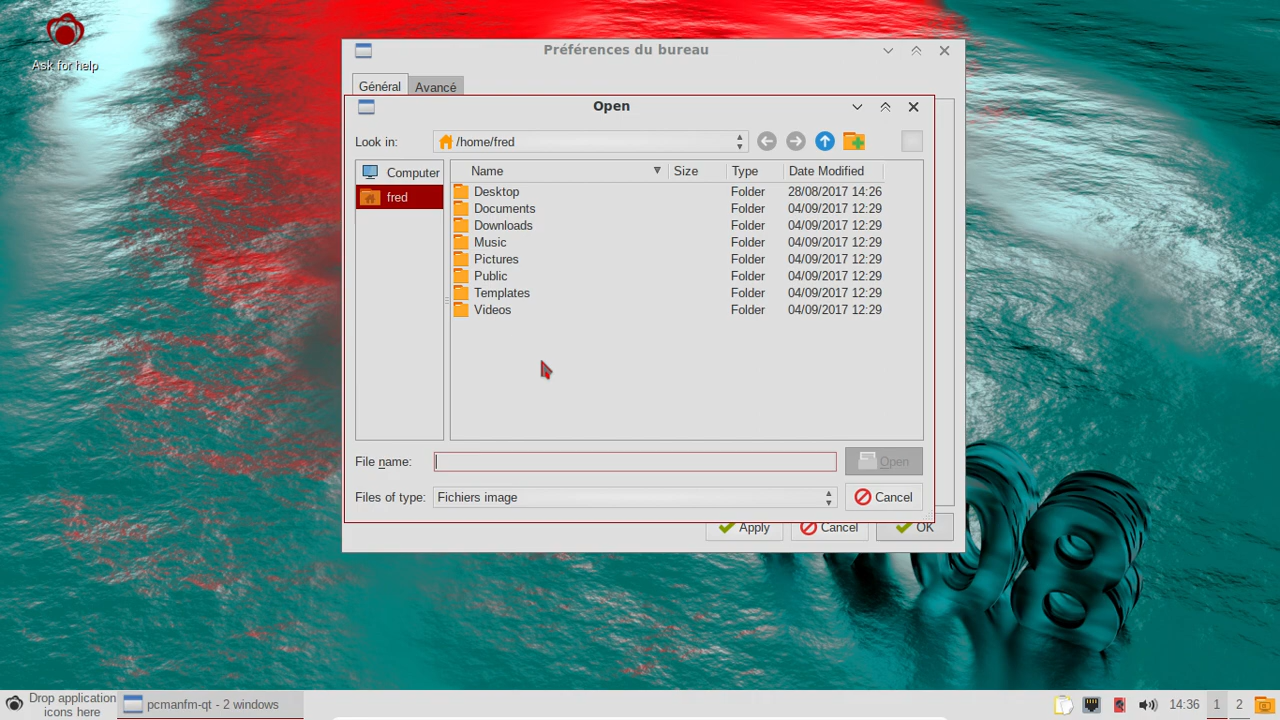 Ask for help
Préférences du bureau
Général Avancé
Open
Look in: /home/fred
Computer
fred
Name Size Type Date Modified
Desktop Folder 28/08/2017 14:26
Documents Folder 04/09/2017 12:29
Downloads Folder 04/09/2017 12:29
Music Folder 04/09/2017 12:29
Pictures Folder 04/09/2017 12:29
Public Folder 04/09/2017 12:29
Templates Folder 04/09/2017 12:29
Videos Folder 04/09/2017 12:29
File name: Open
Files of type: Fichiers image Cancel
Apply Cancel OK
Drop application
icons here
pcmanfm-qt - 2 windows
14:36 1 2